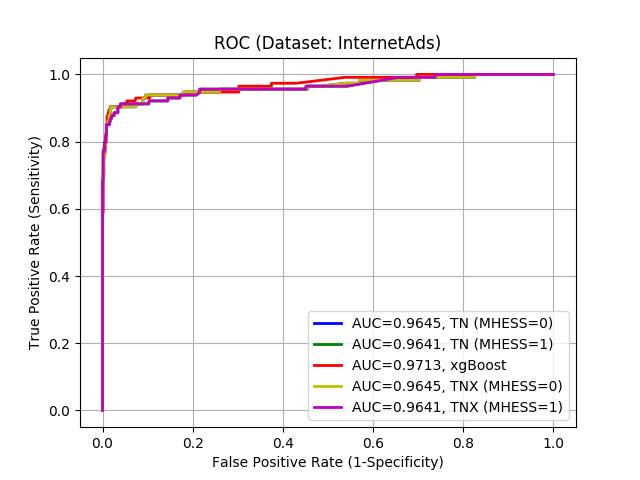 ROC (Dataset: InternetAds)
True Positive Rate (Sensitivity)
1.0
0.8
0.6
0.4
0.2
0.0
AUC=0.9645, TN (MHESS=0)
AUC=0.9641, TN (MHESS=1)
AUC=0.9713, xgBoost
AUC=0.9645, TNX (MHESS=0)
AUC=0.9641, TNX (MHESS=1)
0.0 0.2 0.4 0.6 0.8 1.0
False Positive Rate (1-Specificity)